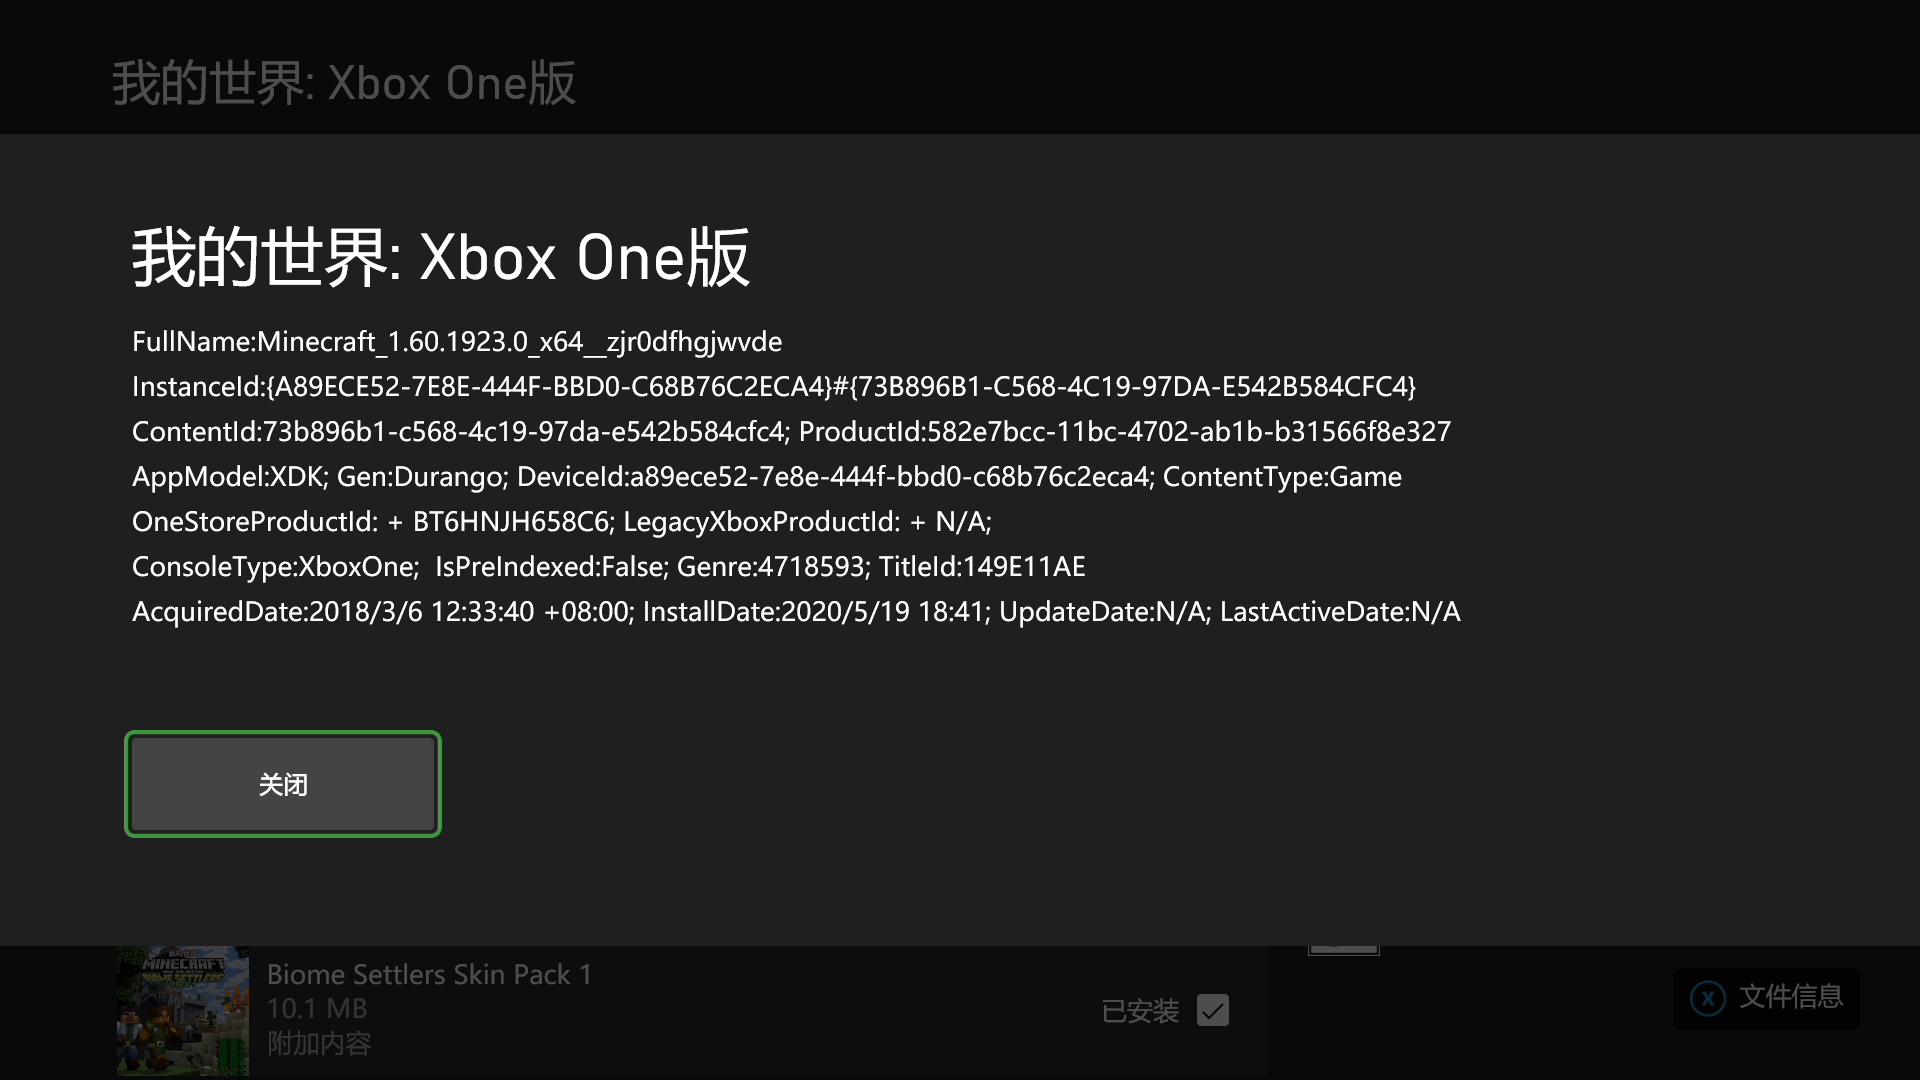 我的世界: Xbox One版
我的世界: Xbox One版
FullName:Minecraft_1.60.1923.0_x64__zjr0dfhgjwvde
InstanceId:{A89ECE52-7E8E-444F-BBD0-C68B76C2ECA4}#{73B896B1-C568-4C19-97DA-E542B584CFC4}
ContentId:73b896b1-c568-4c19-97da-e542b584cfc4; ProductId:582e7bcc-11bc-4702-ab1b-b31566f8e327
AppModel:XDK; Gen:Durango; DeviceId:a89ece52-7e8e-444f-bbd0-c68b76c2eca4; ContentType:Game
OneStoreProductId: + BT6HNJH658C6; LegacyXboxProductId: + N/A;
ConsoleType:XboxOne;  IsPreIndexed:False; Genre:4718593; TitleId:149E11AE
AcquiredDate:2018/3/6 12:33:40 +08:00; InstallDate:2020/5/19 18:41; UpdateDate:N/A; LastActiveDate:N/A
关闭
MINECRAFT
BIOME SETTLERS
Biome Settlers Skin Pack 1
10.1 MB
附加内容
已安装
X 文件信息